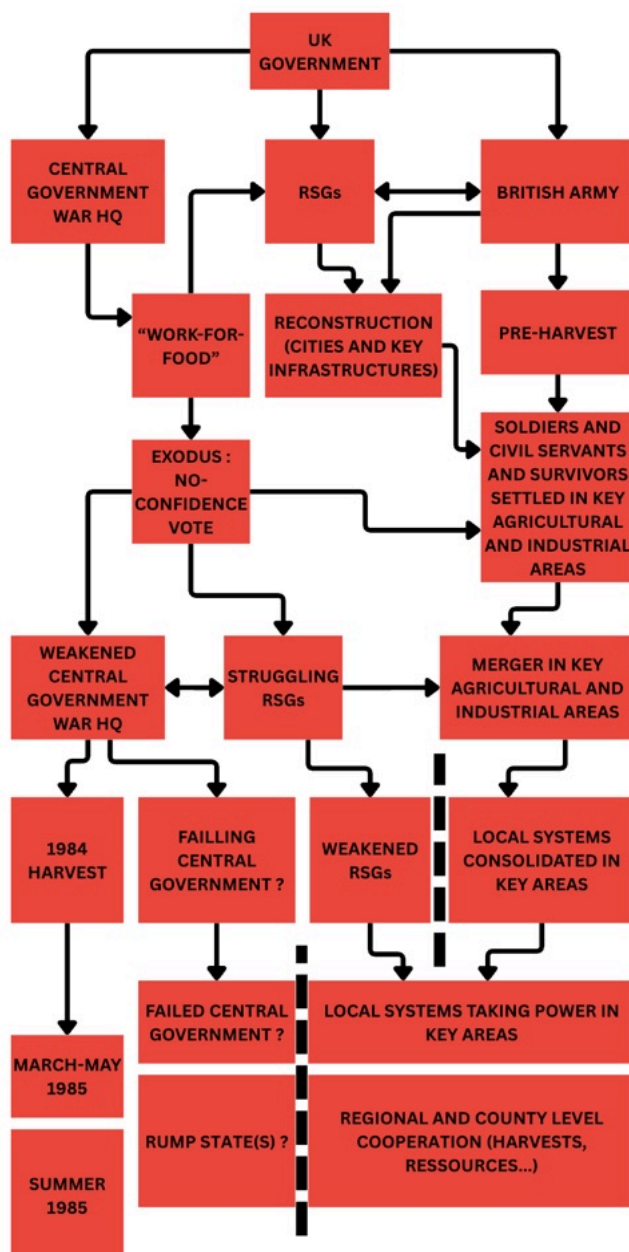 UK
GOVERNMENT
CENTRAL
GOVERNMENT
WAR HQ
RSGs
BRITISH ARMY
“WORK-FOR-
FOOD”
RECONSTRUCTION
(CITIES AND KEY
INFRASTRUCTURES)
PRE-HARVEST
EXODUS :
NO-
CONFIDENCE
VOTE
SOLDIERS AND
CIVIL SERVANTS
AND SURVIVORS
SETTLED IN KEY
AGRICULTURAL
AND INDUSTRIAL
AREAS
WEAKENED
CENTRAL
GOVERNMENT
WAR HQ
STRUGGLING
RSGs
MERGER IN KEY
AGRICULTURAL AND
INDUSTRIAL AREAS
1984
HARVEST
FAILLING
CENTRAL
GOVERNMENT ?
WEAKENED
RSGs
LOCAL SYSTEMS
CONSOLIDATED IN
KEY AREAS
MARCH-MAY
1985
FAILED CENTRAL
GOVERNMENT ?
LOCAL SYSTEMS TAKING POWER IN
KEY AREAS
SUMMER
1985
RUMP STATE(S) ?
REGIONAL AND COUNTY LEVEL
COOPERATION (HARVESTS,
RESSOURCES...)